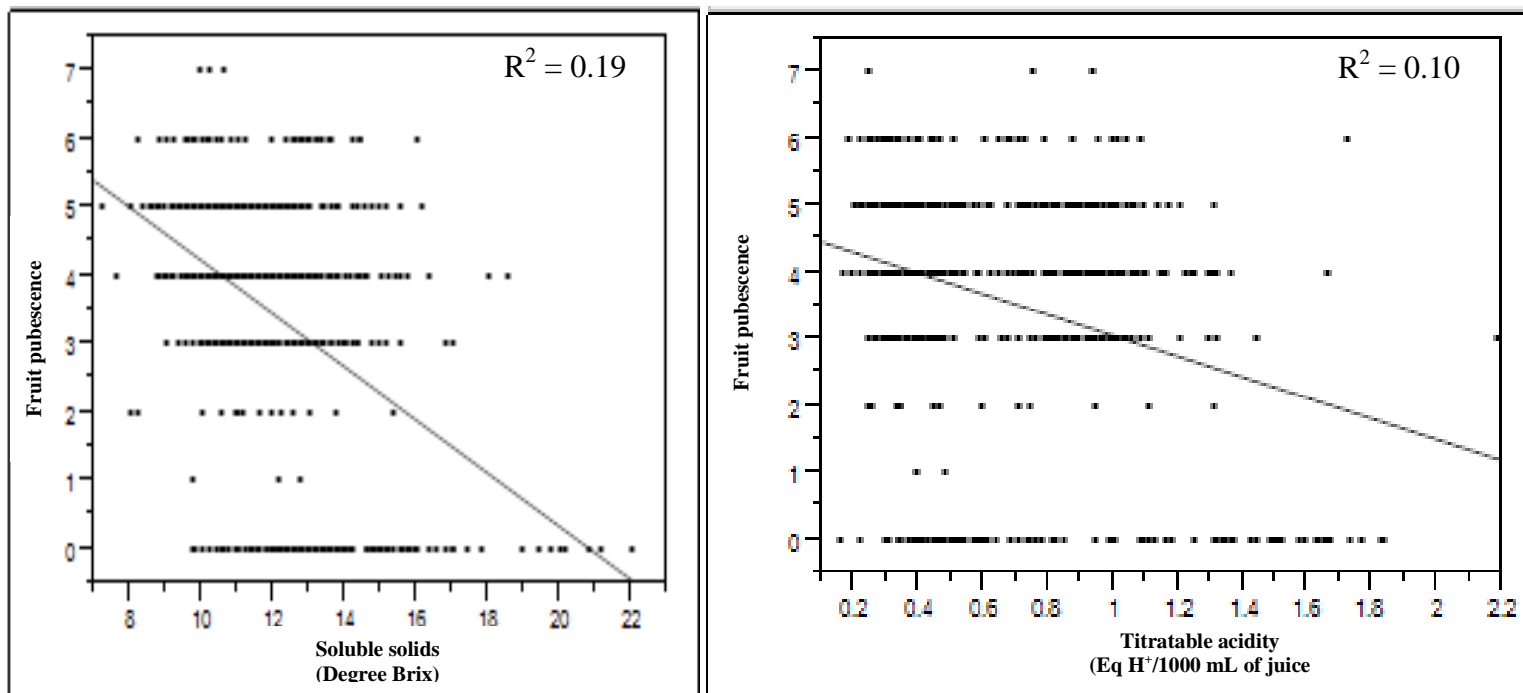 R² = 0.19
7
6
5
4
3
2
1
0
Fruit pubescence
8 10 12 14 16 18 20 22
Soluble solids
(Degree Brix)
R² = 0.10
7
6
5
4
3
2
1
0
Fruit pubescence
0.2 0.4 0.6 0.8 1 1.2 1.4 1.6 1.8 2 2.2
Titratable acidity
(Eq H⁺/1000 mL of juice